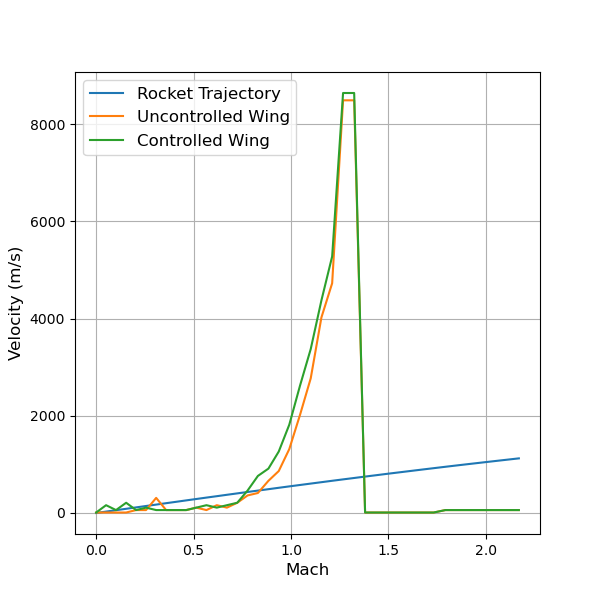 Rocket Trajectory
Uncontrolled Wing
Controlled Wing
8000
6000
4000
2000
0
Velocity (m/s)
0.0 0.5 1.0 1.5 2.0
Mach